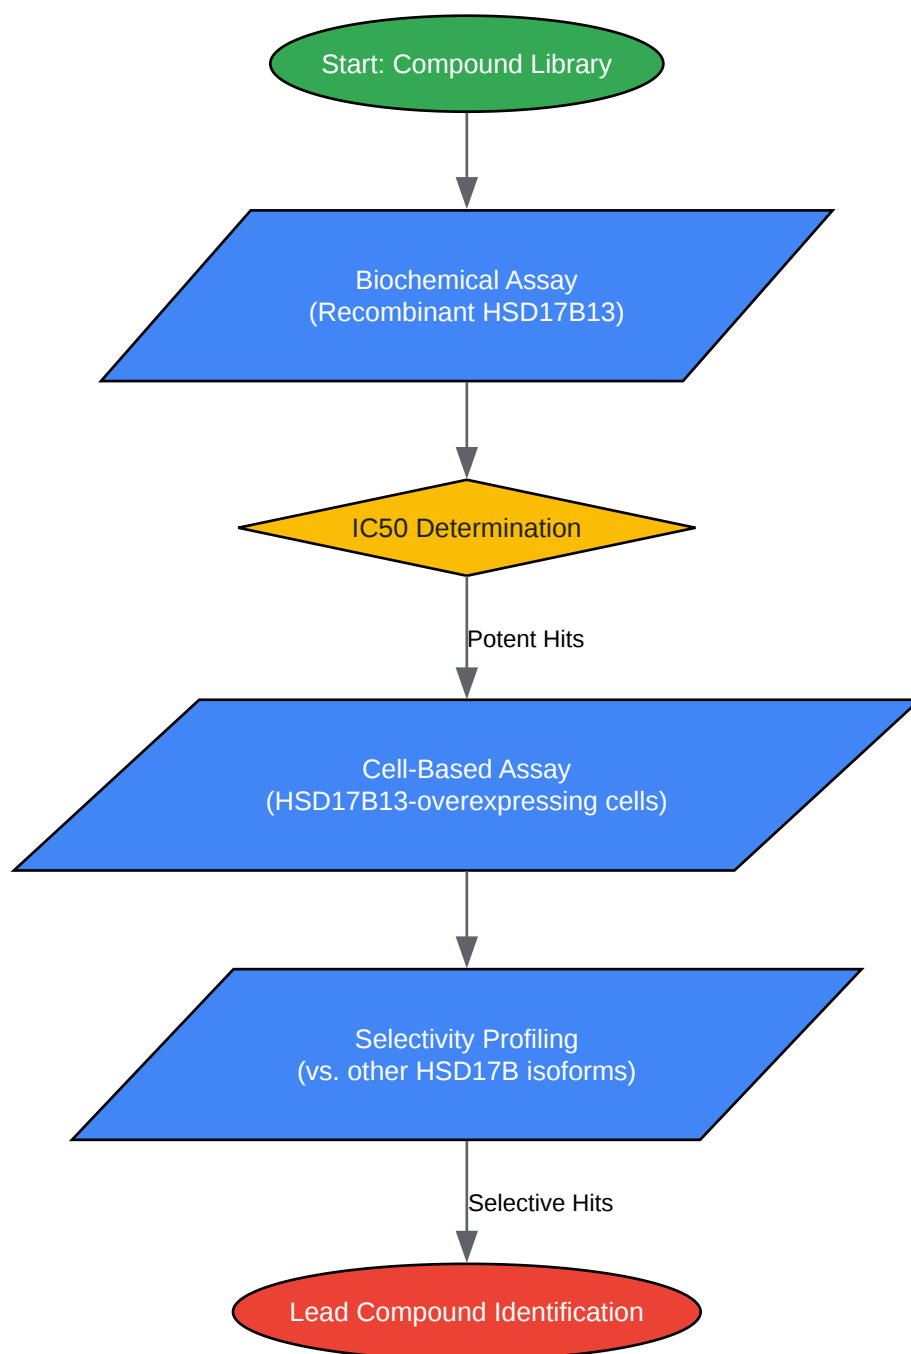 Start: Compound Library
Biochemical Assay
(Recombinant HSD17B13)
IC50 Determination
Potent Hits
Cell-Based Assay
(HSD17B13-overexpressing cells)
Selectivity Profiling
(vs. other HSD17B isoforms)
Selective Hits
Lead Compound Identification